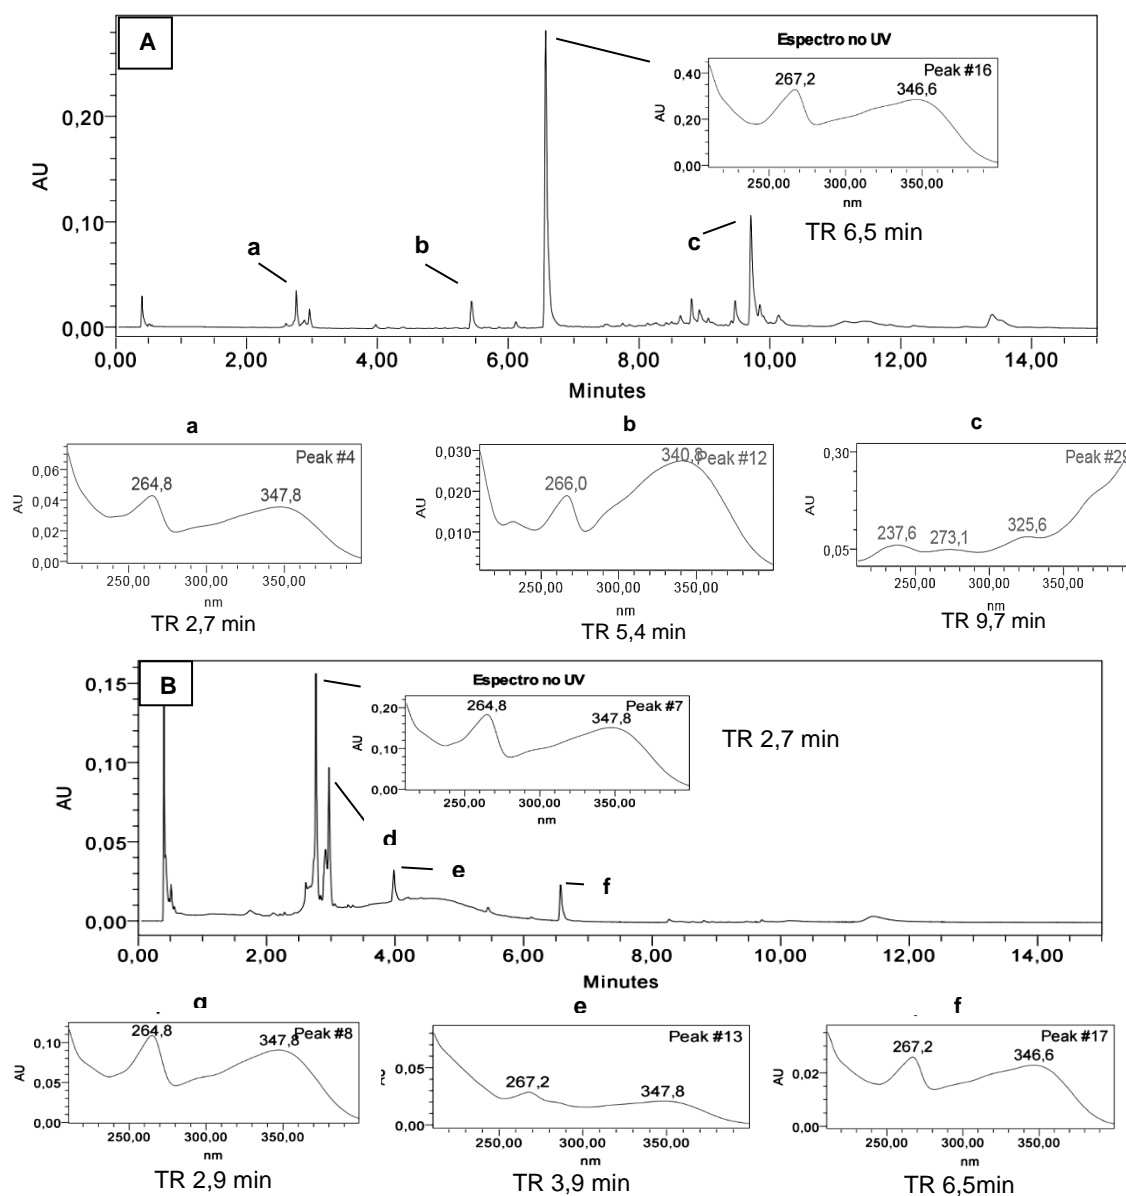 A
Espectro no UV
Peak #16
0,40
267,2
346,6
AU
0,20
0,00
250,00 300,00 350,00
nm
TR 6,5 min
0,20
AU
0,10
0,00
a
b
c
0,00 2,00 4,00 6,00 8,00 10,00 12,00 14,00
Minutes
a
Peak #4
0,06
264,8
347,8
AU
0,04
0,02
0,00
250,00 300,00 350,00
nm
TR 2,7 min
b
0,030
340,8
Peak #12
266,0
AU
0,020
0,010
250,00 300,00 350,00
nm
TR 5,4 min
c
0,30
Peak #29
AU
237,6
273,1
325,6
0,05
250,00 300,00 350,00
nm
TR 9,7 min
B
Espectro no UV
0,15
264,8
Peak #7
0,20
347,8
AU
0,10
0,00
250,00 300,00 350,00
nm
TR 2,7 min
0,10
AU
0,05
0,00
d
e
f
0,00 2,00 4,00 6,00 8,00 10,00 12,00 14,00
Minutes
264,8
Peak #8
347,8
0,10
AU
0,05
0,00
250,00 300,00 350,00
nm
TR 2,9 min
e
Peak #13
0,05
267,2
347,8
0,00
250,00 300,00 350,00
nm
TR 3,9 min
f
Peak #17
267,2
346,6
AU
0,02
0,00
250,00 300,00 350,00
nm
TR 6,5min